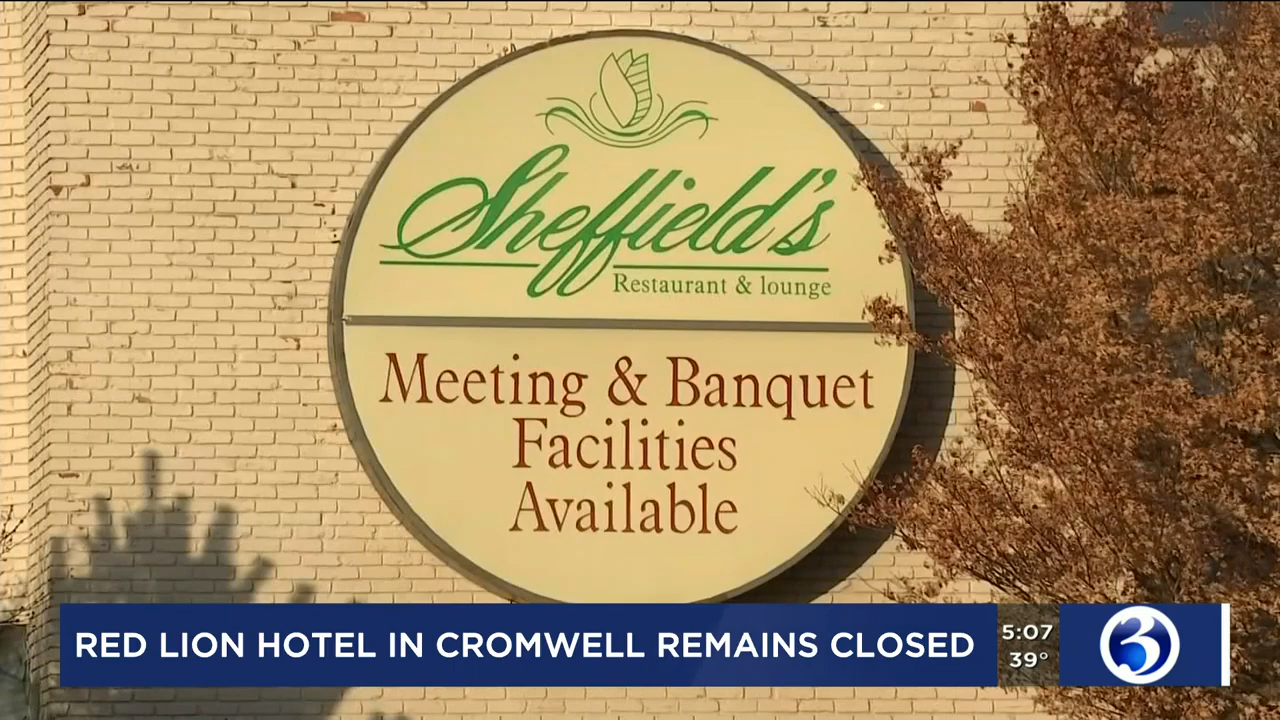 Sheffield's
Restaurant & lounge
Meeting & Banquet
Facilities
Available
RED LION HOTEL IN CROMWELL REMAINS CLOSED
5:07
39°
3